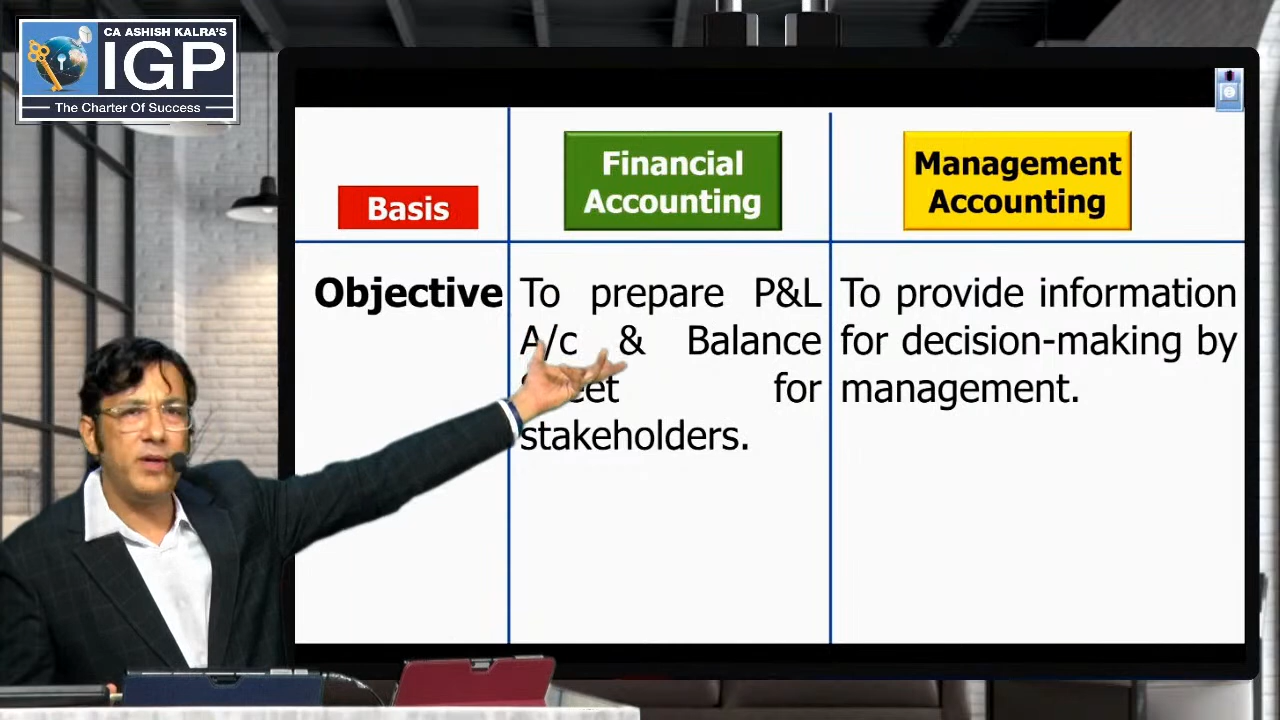 CA ASHISH KALRA'S
IGP
The Charter Of Success
Basis
Financial
Accounting
Management
Accounting
Objective
To prepare P&L
A/c & Balance
for
stakeholders.
To provide information
for decision-making by
management.